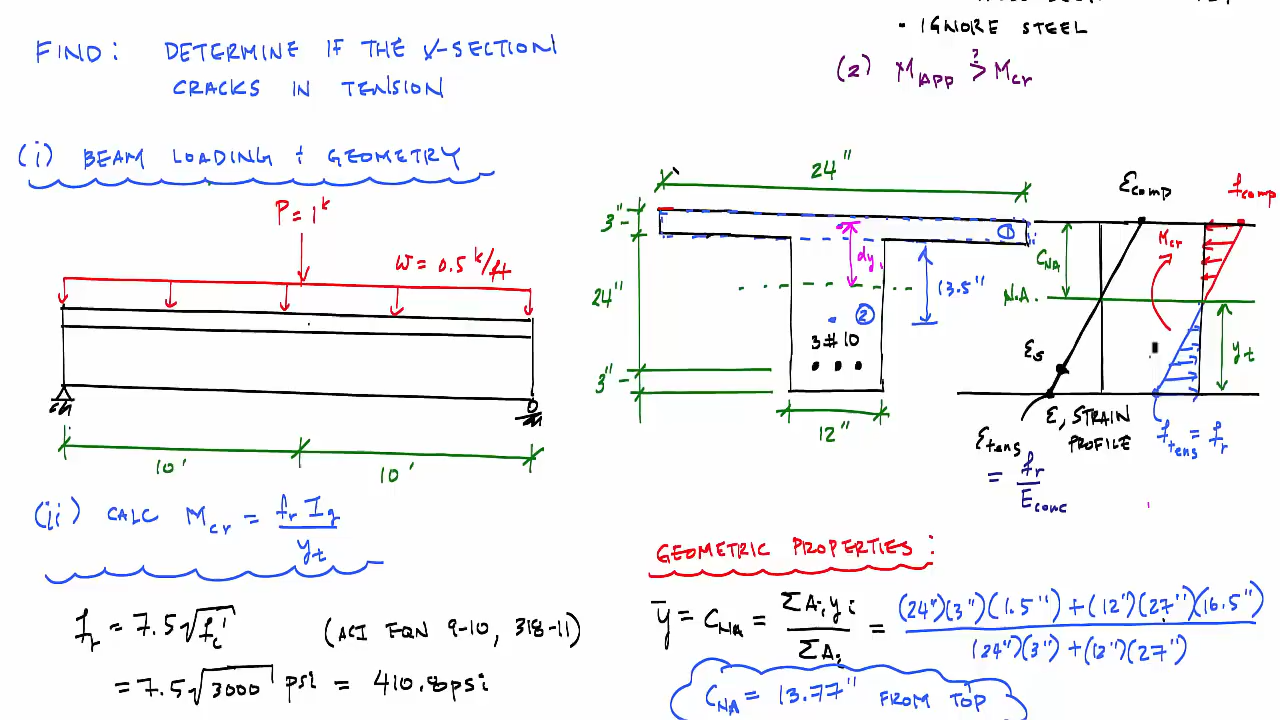 • IGNORE STEEL
(2) M_APP >? M_cr
FIND: DETERMINE IF THE X-SECTION
CRACKS IN TENSION
(i) BEAM LOADING + GEOMETRY
P = 1^k
w = 0.5 k/ft
10'
10'
24"
3"
24"
3"
①
dy₁
13.5"
②
3#10
12"
ε_comp
f_comp
C_NA
M_cr
N.A.
ε_s
y_t
ε_tens
= f_r / E_conc
ε, STRAIN
PROFILE
f_tens = f_r
(ii) CALC M_cr = f_r I_g / y_t
f_r = 7.5√f_c' (ACI EQN 9-10, 318-11)
= 7.5√3000 psi = 410.8psi
GEOMETRIC PROPERTIES:
ȳ = C_NA = ΣA_i y_i / ΣA_i = (24")(3")(1.5") + (12")(27")(16.5") / (24")(3") + (12")(27")
C_NA = 13.77" FROM TOP